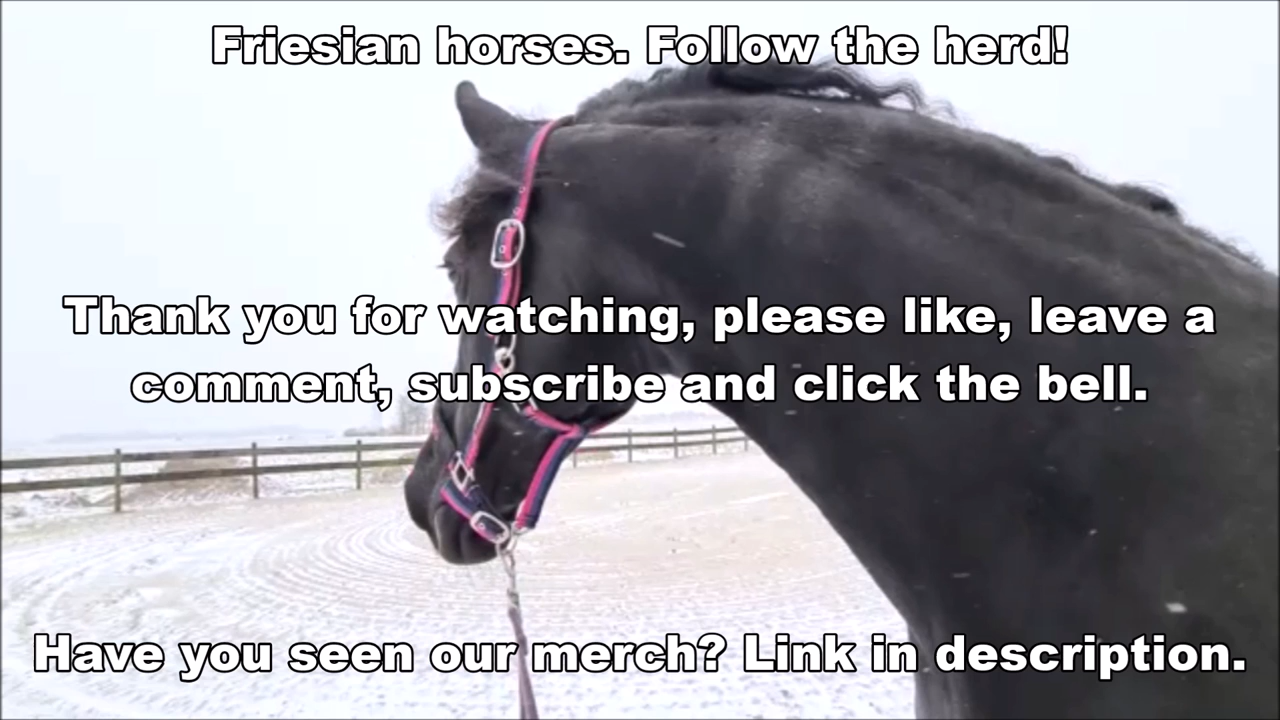 Friesian horses. Follow the herd!
Thank you for watching, please like, leave a
comment, subscribe and click the bell.
Have you seen our merch? Link in description.